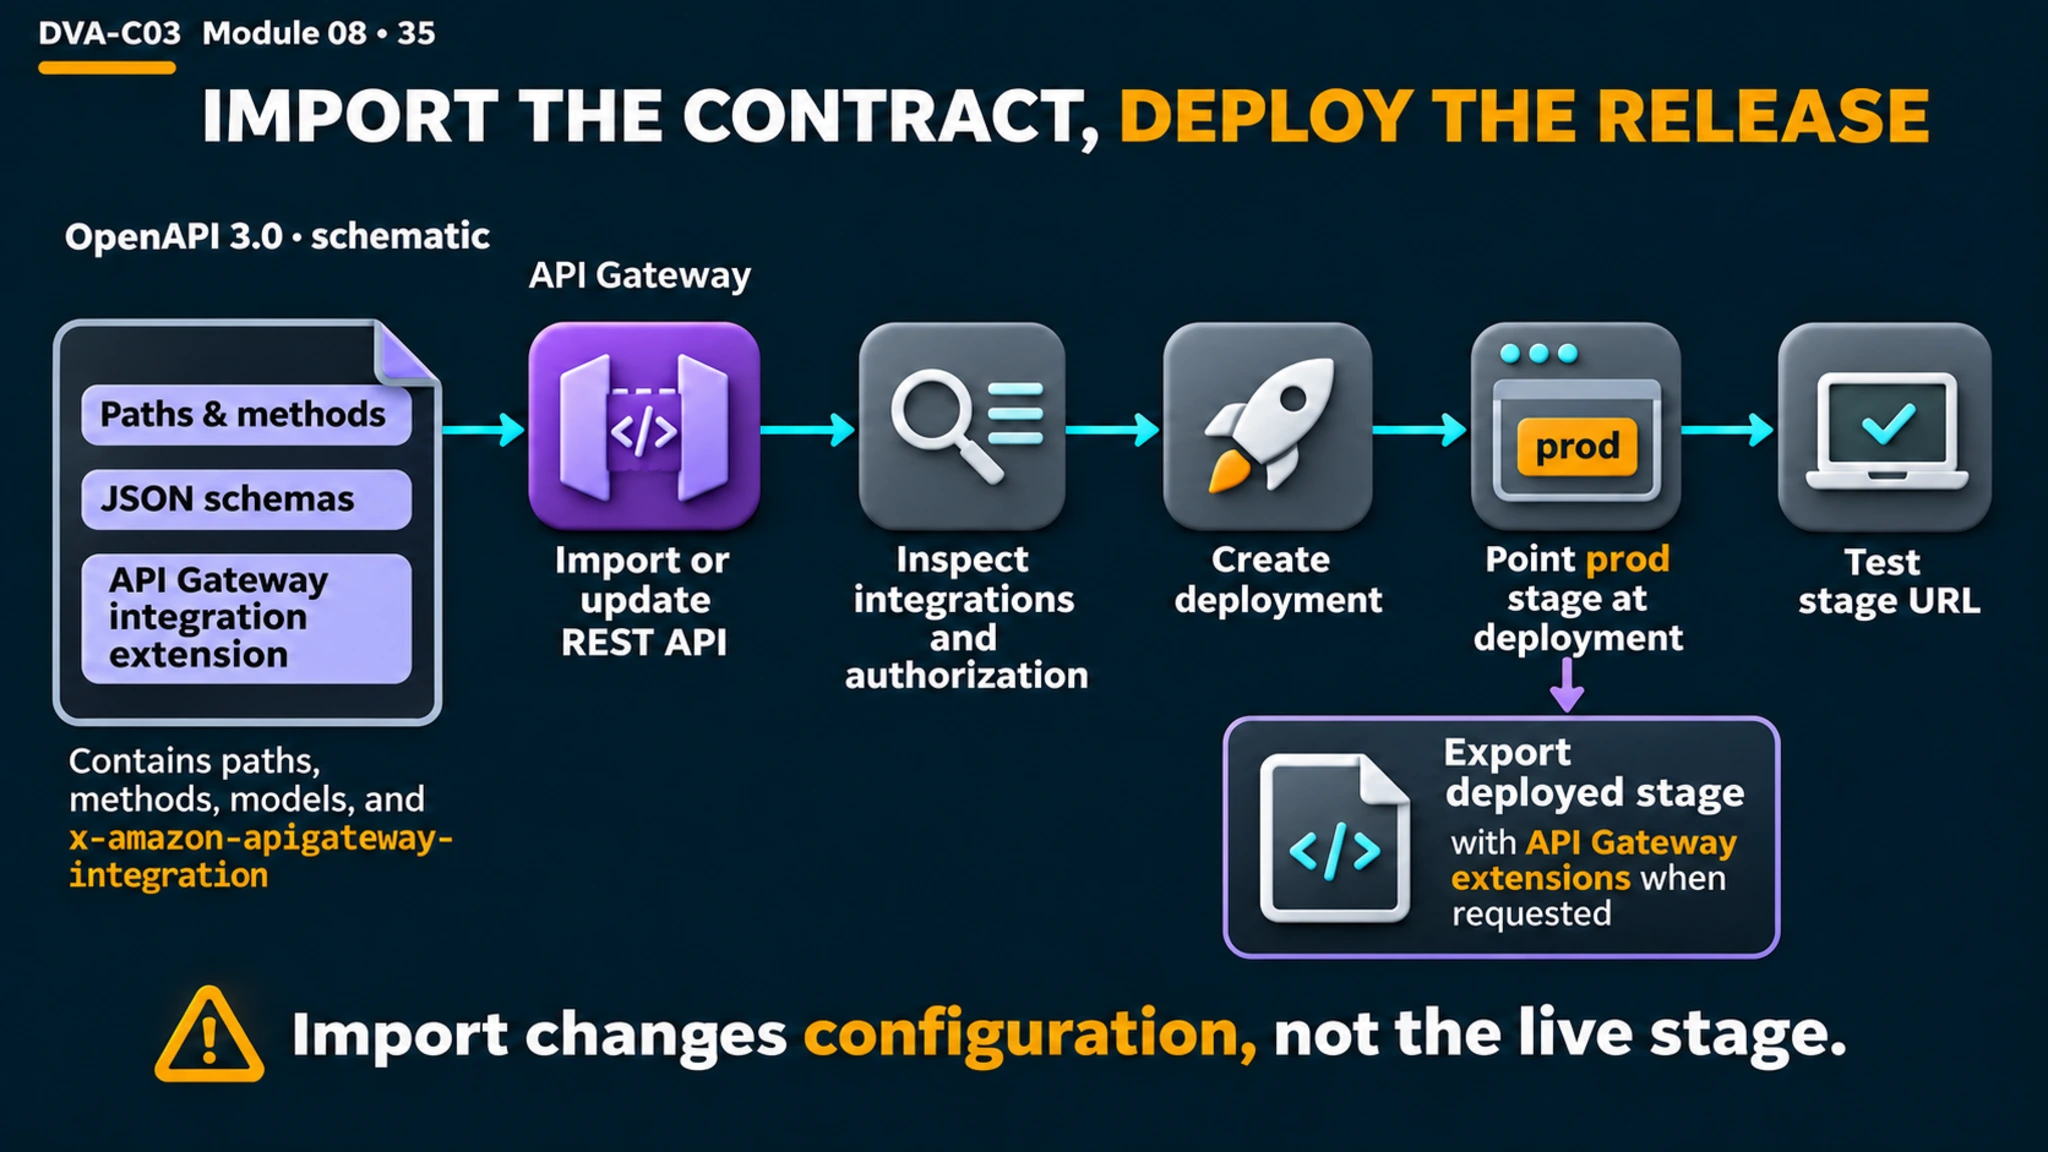 DVA-C03 Module 08 • 35
IMPORT THE CONTRACT, DEPLOY THE RELEASE
OpenAPI 3.0 • schematic
Paths & methods
JSON schemas
API Gateway
integration
extension
Contains paths,
methods, models, and
x-amazon-apigateway-
integration
API Gateway
</>
Import or
update
REST API
Inspect
integrations
and
authorization
Create
deployment
prod
Point prod
stage at
deployment
Test
stage URL
</>
Export
deployed stage
with API Gateway
extensions when
requested
Import changes configuration, not the live stage.